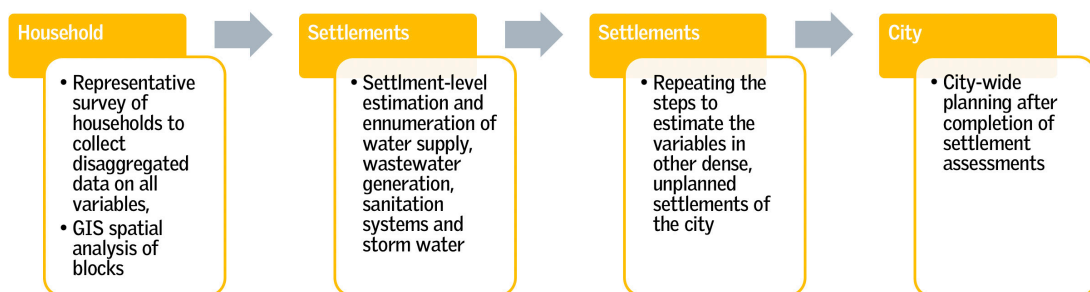 Household
• Representative
survey of
households to
collect
disaggregated
data on all
variables,
• GIS spatial
analysis of
blocks
Settlements
• Settlment-level
estimation and
ennumeration of
water supply,
wastewater
generation,
sanitation
systems and
storm water
Settlements
• Repeating the
steps to
estimate the
variables in
other dense,
unplanned
settlements of
the city
City
• City-wide
planning after
completion of
settlement
assessments